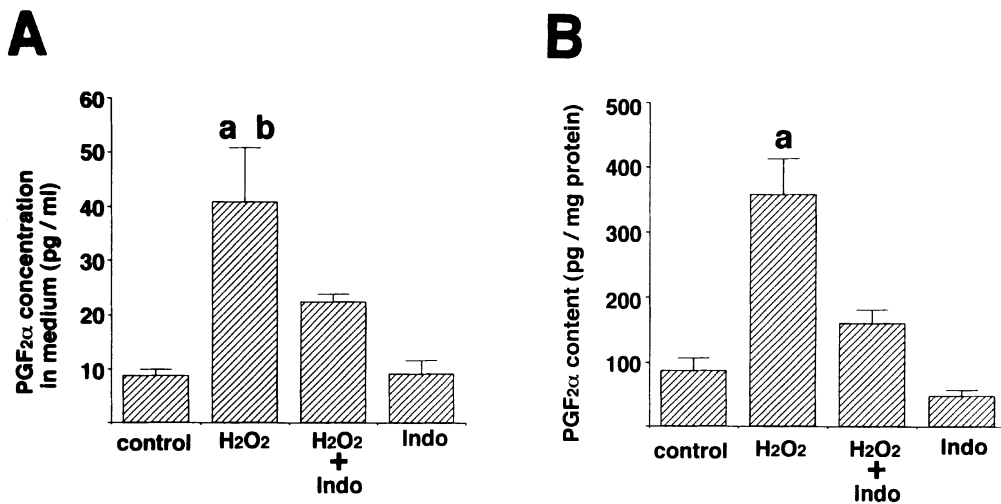 A
PGF2α concentration
in medium (pg / ml)
60
50
40
30
20
10
a b
control
H2O2
H2O2
+
Indo
Indo
B
PGF2α content (pg / mg protein)
500
400
300
200
100
a
control
H2O2
H2O2
+
Indo
Indo